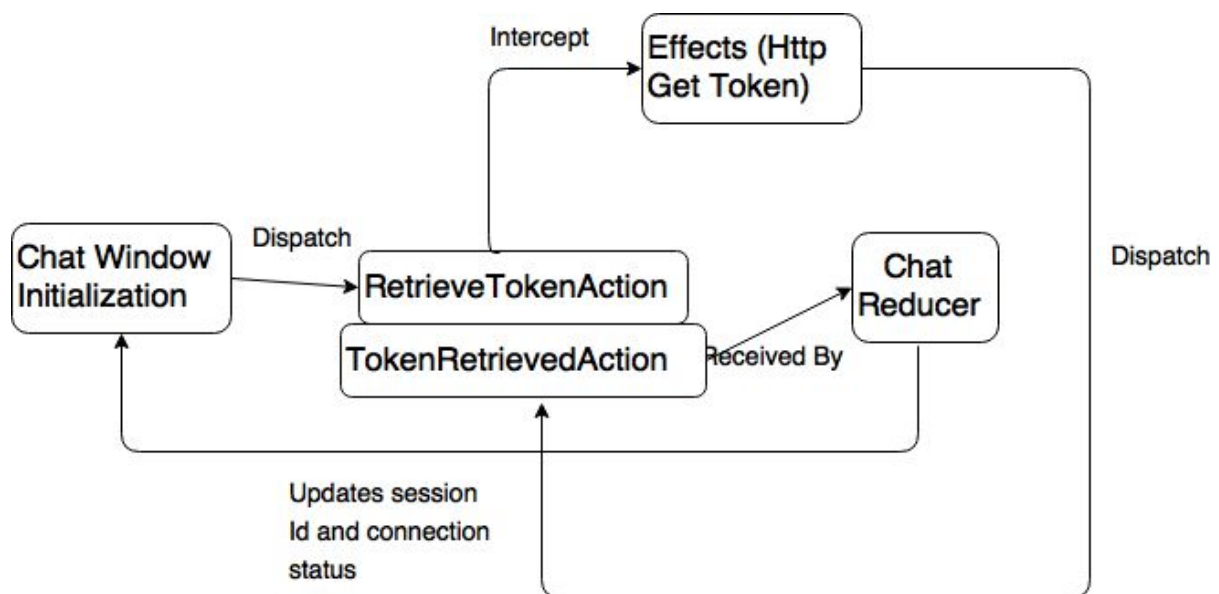 Intercept
Effects (Http
Get Token)
Dispatch
Chat Window
Initialization
RetrieveTokenAction
Chat
Reducer
Dispatch
TokenRetrievedAction
Received By
Updates session
Id and connection
status